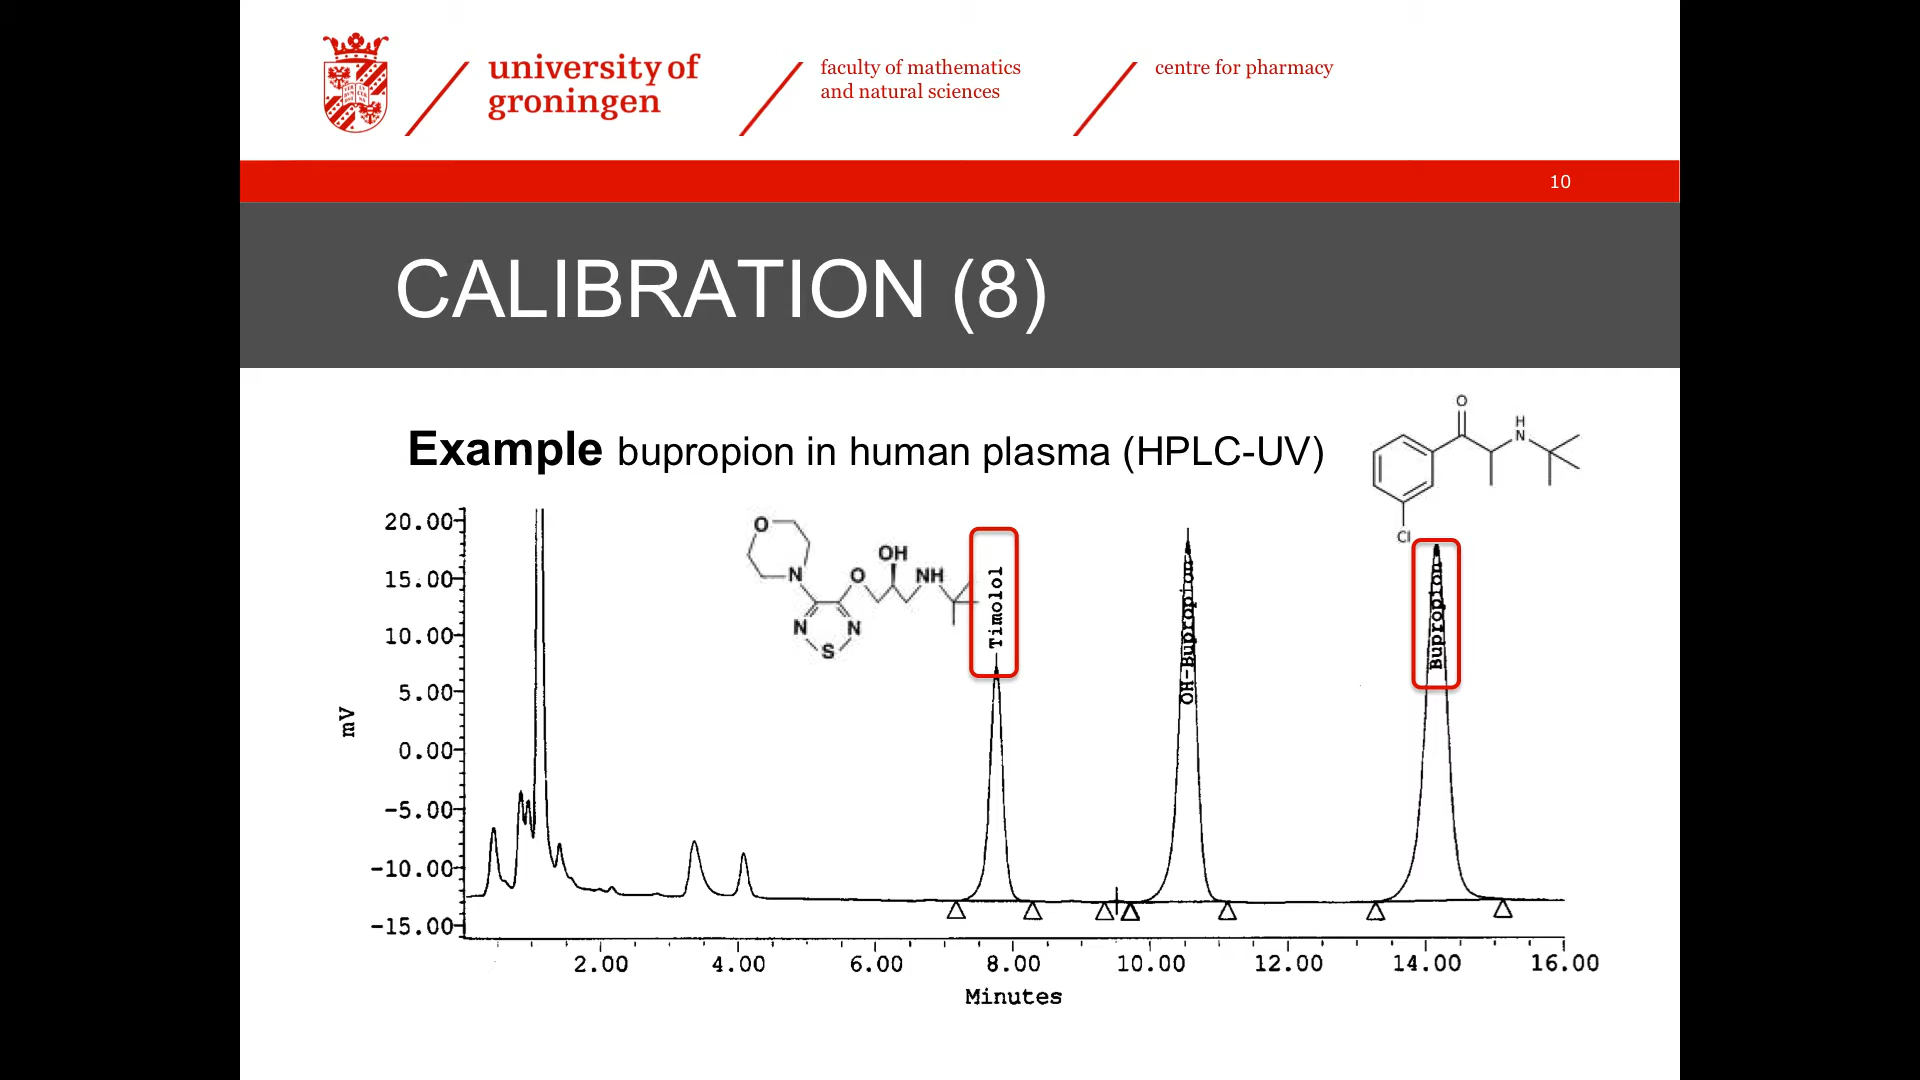 university of
groningen
faculty of mathematics
and natural sciences
centre for pharmacy
10
CALIBRATION (8)
Example bupropion in human plasma (HPLC-UV)
O
H
N
Cl
O
N
O
OH
NH
N
N
S
Timolol
OH-Bupropion
Bupropion
mV
20.00
15.00
10.00
5.00
0.00
-5.00
-10.00
-15.00
2.00
4.00
6.00
8.00
10.00
12.00
14.00
16.00
Minutes